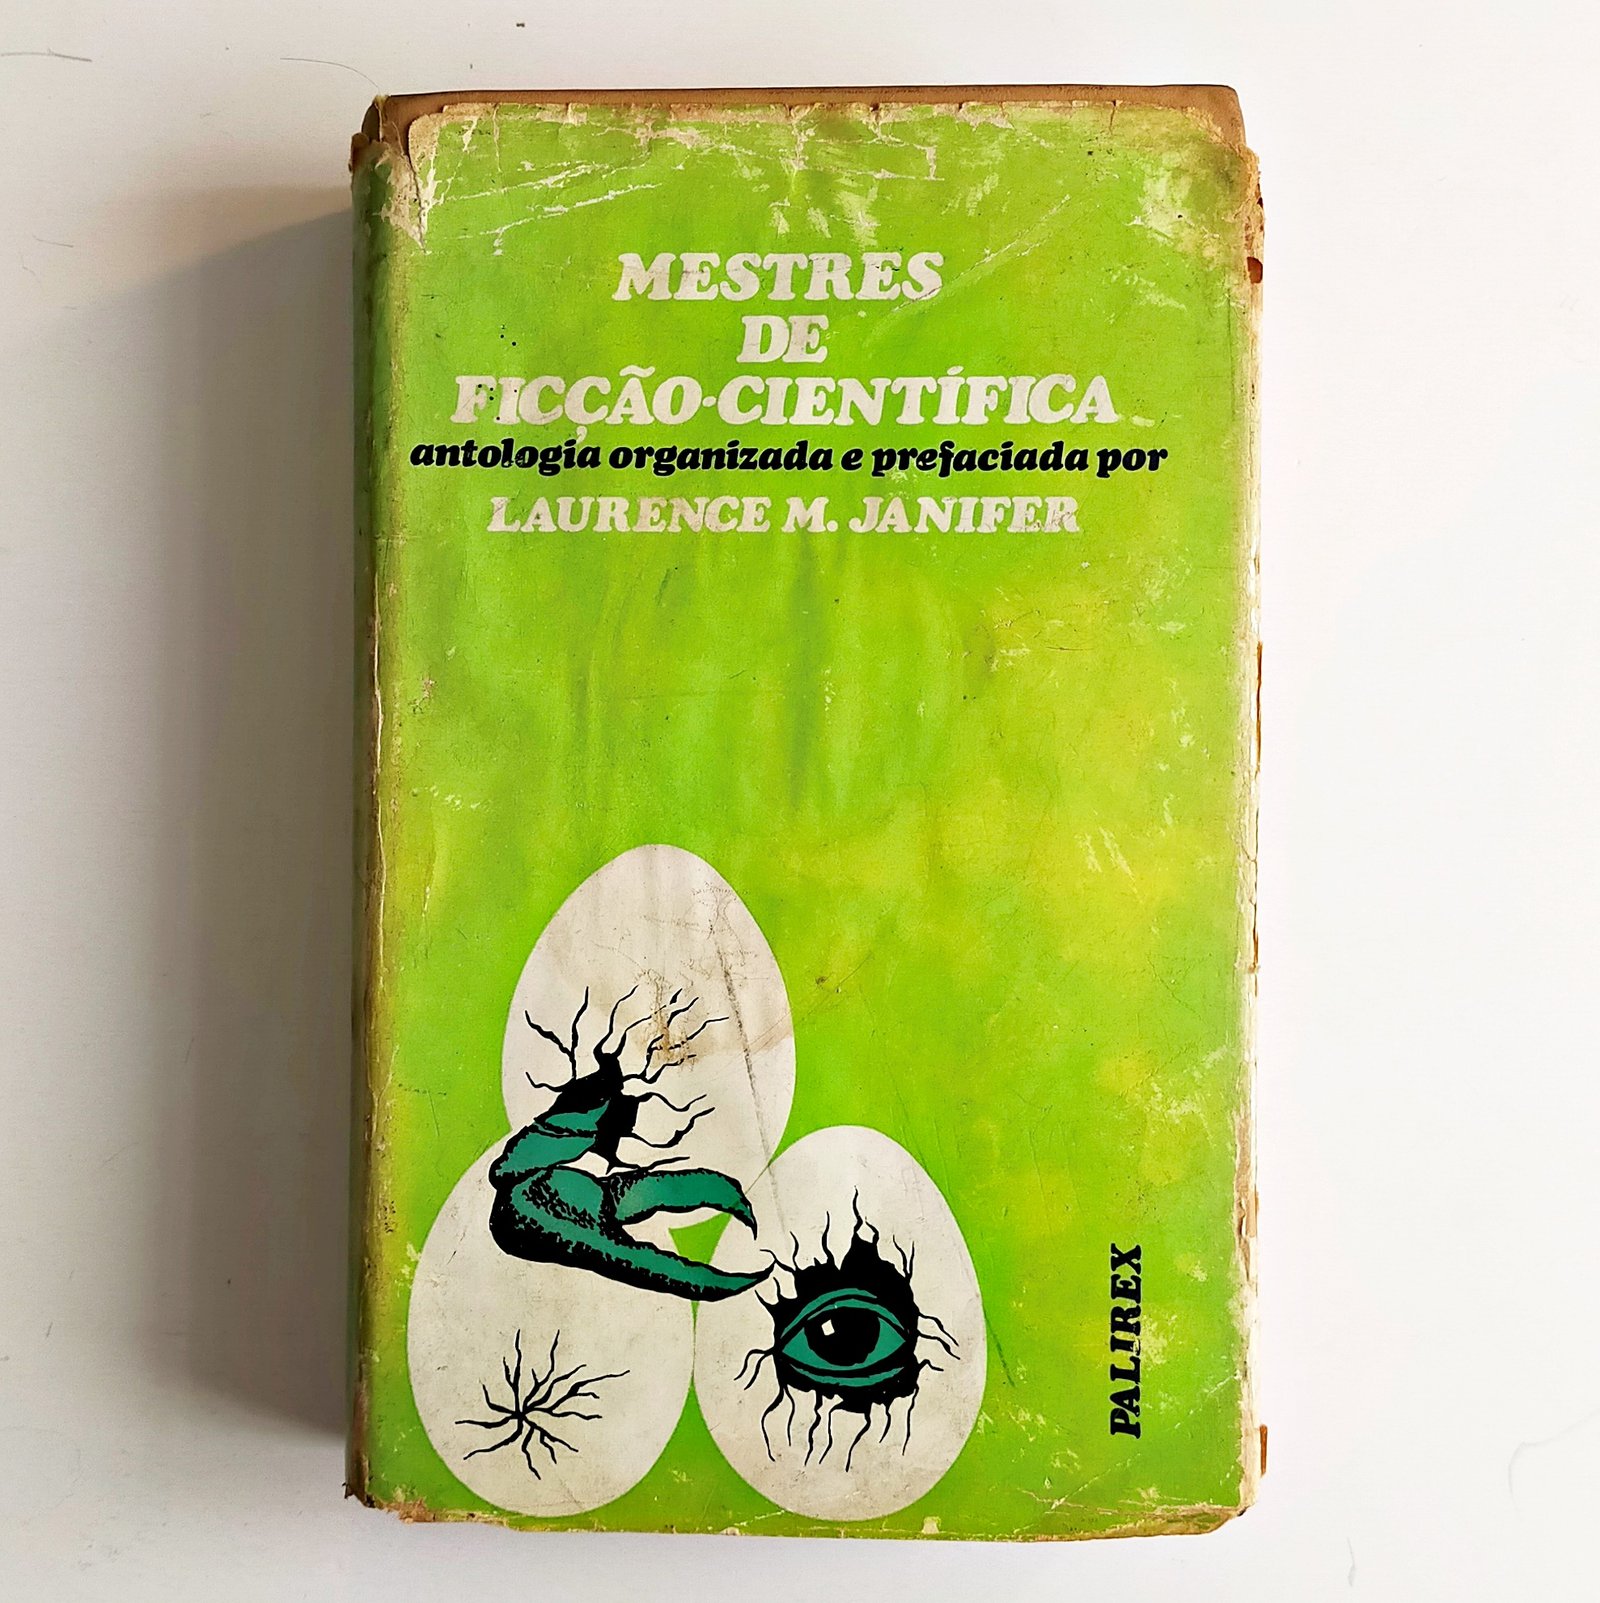 MESTRES
DE
FICÇÃO-CIENTÍFICA
antologia organizada e prefaciada por
LAURENCE M. JANIFER
PALIREX